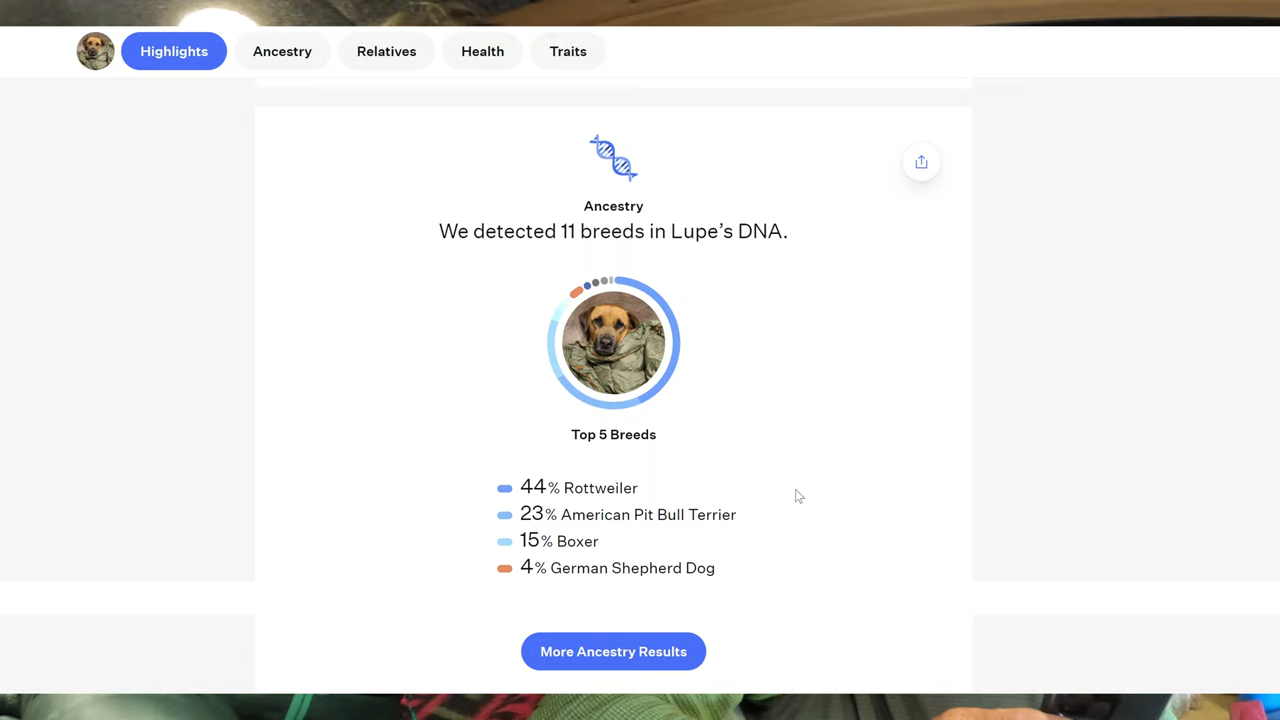 Highlights
Ancestry
Relatives
Health
Traits
Ancestry
We detected 11 breeds in Lupe's DNA.
Top 5 Breeds
44% Rottweiler
23% American Pit Bull Terrier
15% Boxer
4% German Shepherd Dog
More Ancestry Results